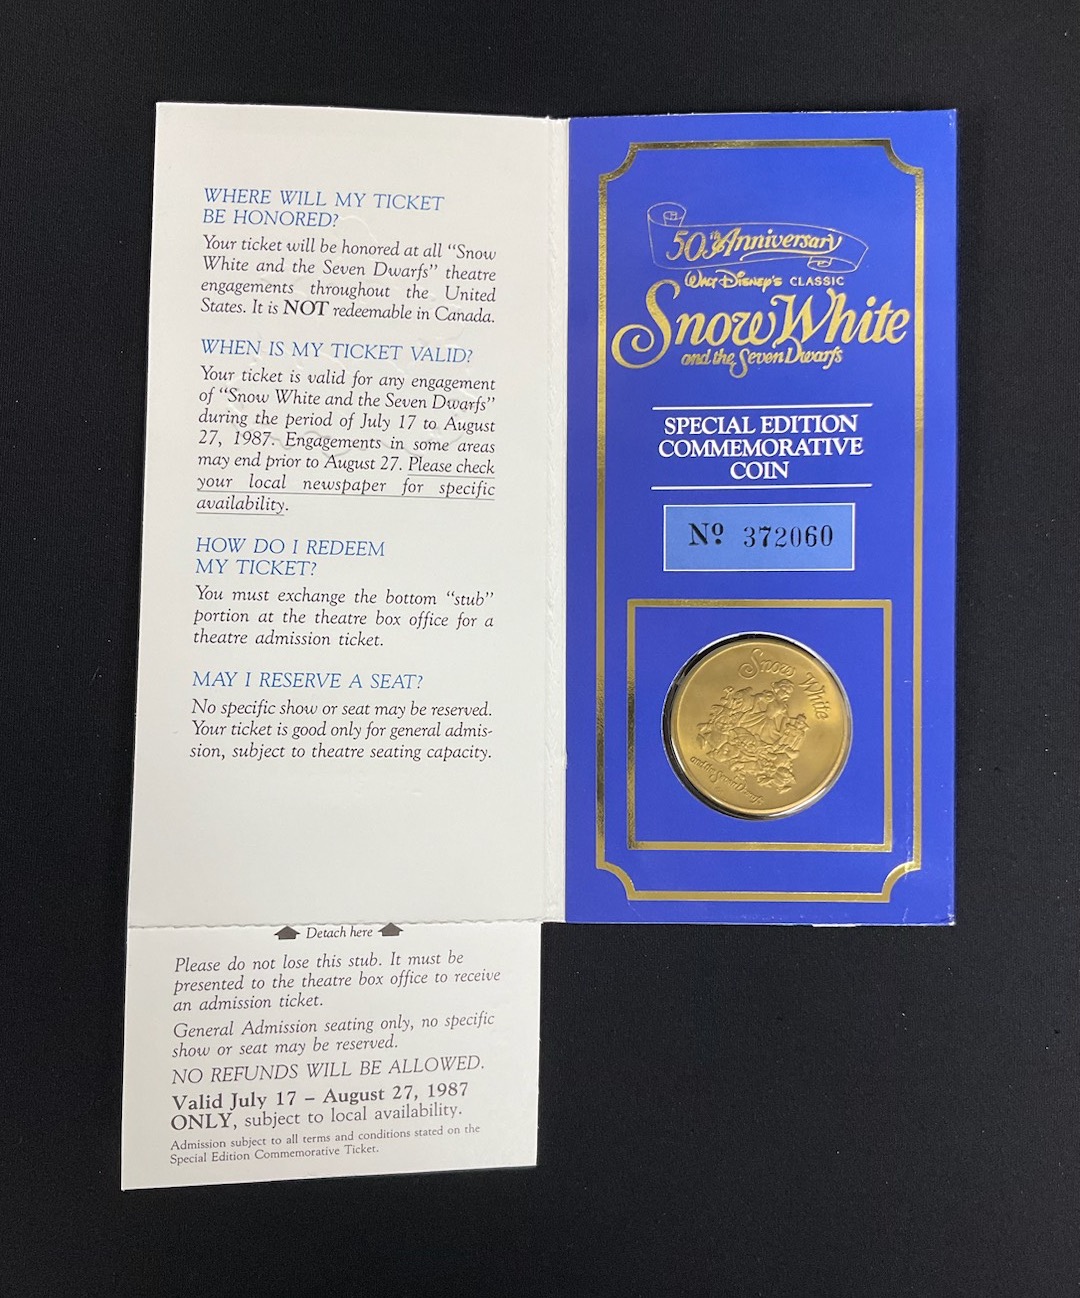 WHERE WILL MY TICKET
BE HONORED?
Your ticket will be honored at all “Snow
White and the Seven Dwarfs” theatre
engagements throughout the United
States. It is NOT redeemable in Canada.
WHEN IS MY TICKET VALID?
Your ticket is valid for any engagement
of “Snow White and the Seven Dwarfs”
during the period of July 17 to August
27, 1987. Engagements in some areas
may end prior to August 27. Please check
your local newspaper for specific
availability.
HOW DO I REDEEM
MY TICKET?
You must exchange the bottom “stub”
portion at the theatre box office for a
theatre admission ticket.
MAY I RESERVE A SEAT?
No specific show or seat may be reserved.
Your ticket is good only for general admis-
sion, subject to theatre seating capacity.
Detach here
Please do not lose this stub. It must be
presented to the theatre box office to receive
an admission ticket.
General Admission seating only, no specific
show or seat may be reserved.
NO REFUNDS WILL BE ALLOWED.
Valid July 17 – August 27, 1987
ONLY, subject to local availability.
Admission subject to all terms and conditions stated on the
Special Edition Commemorative Ticket.
50th Anniversary
WALT DISNEY'S CLASSIC
Snow White
and the Seven Dwarfs
SPECIAL EDITION
COMMEMORATIVE
COIN
Nº 372060
Snow White
and the Seven Dwarfs